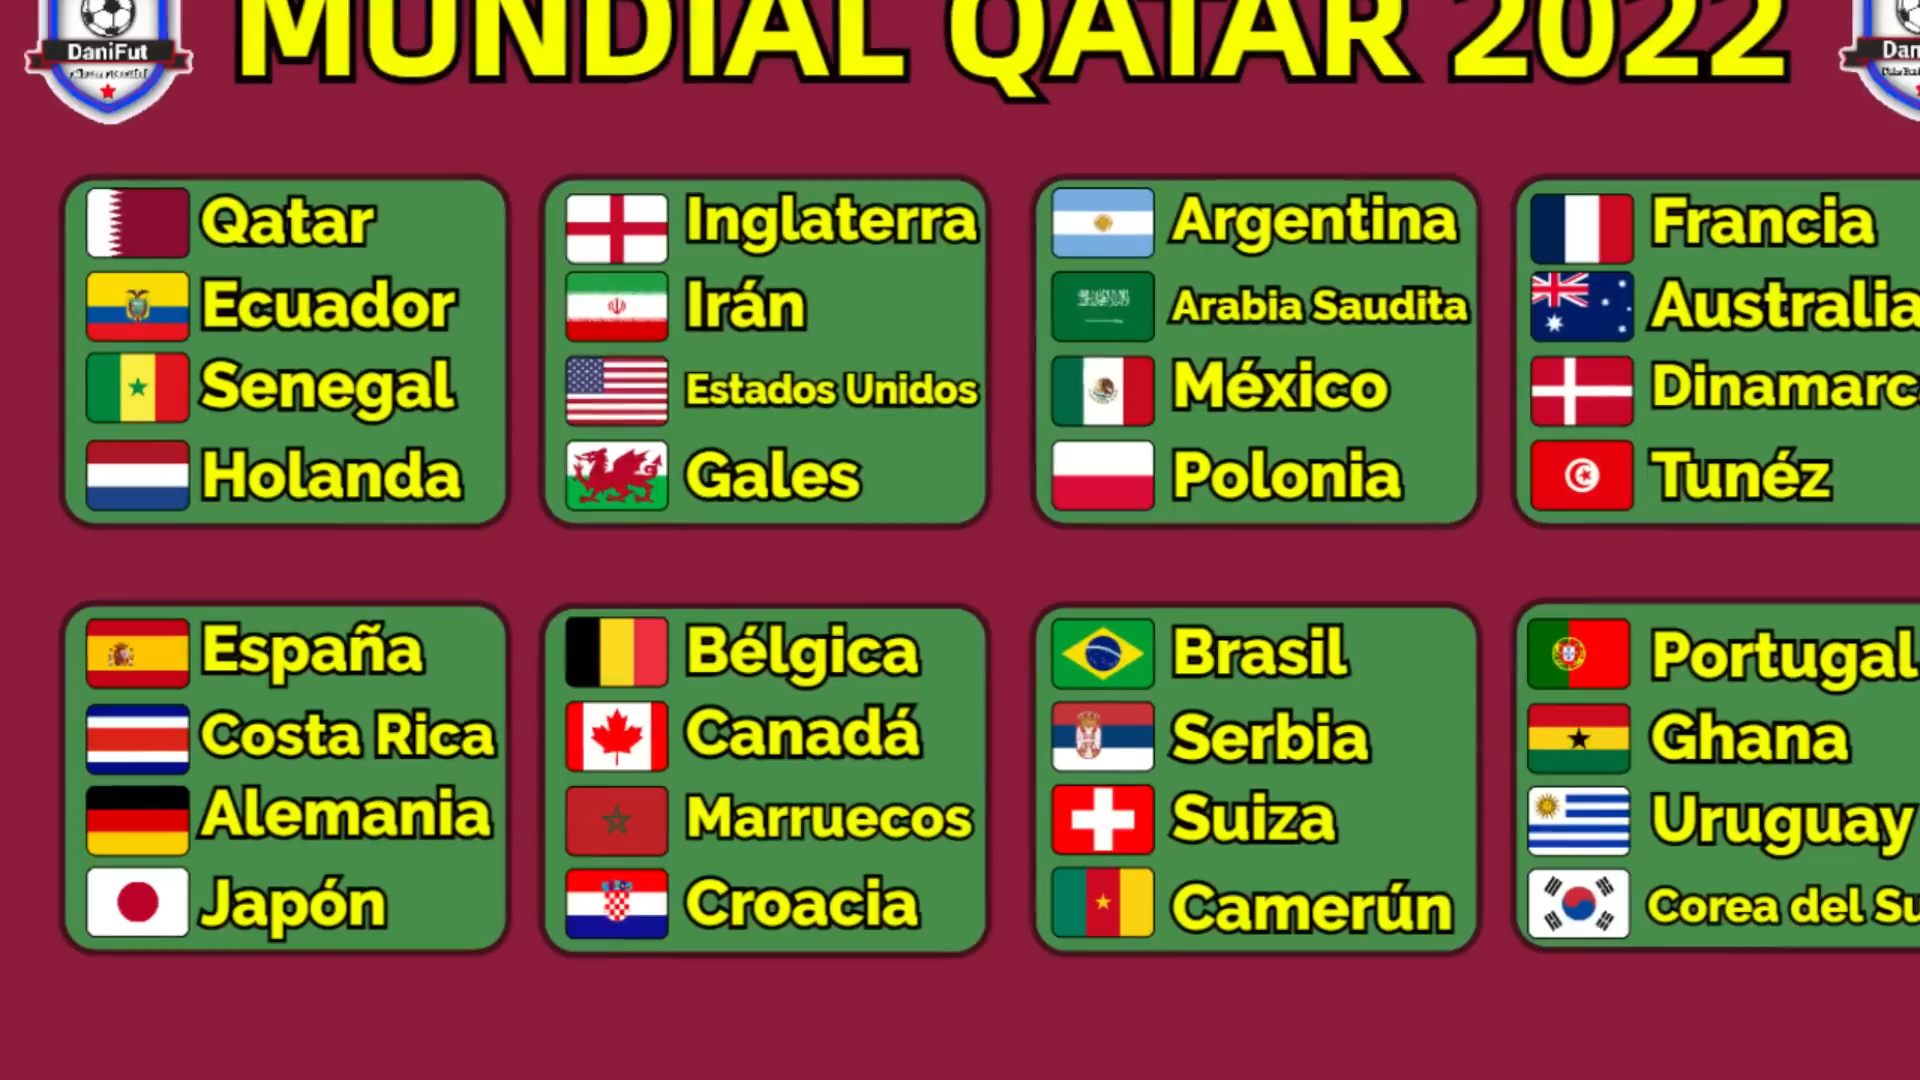 MUNDIAL QATAR 2022
DaniFut
Dan
Qatar
Ecuador
Senegal
Holanda
Inglaterra
Irán
Estados Unidos
Gales
Argentina
Arabia Saudita
México
Polonia
Francia
Australia
Dinamarc
Tunéz
España
Costa Rica
Alemania
Japón
Bélgica
Canadá
Marruecos
Croacia
Brasil
Serbia
Suiza
Camerún
Portugal
Ghana
Uruguay
Corea del Su